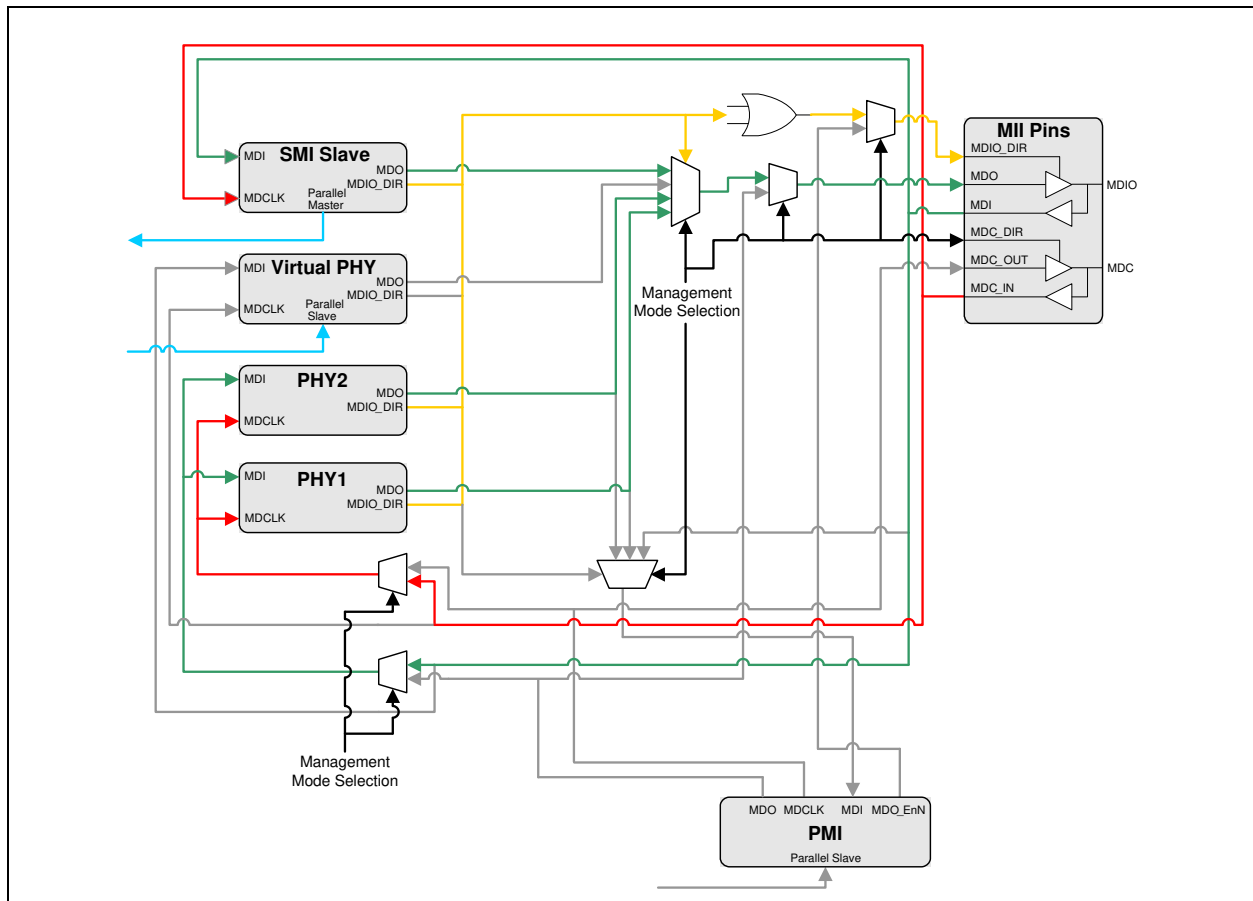 SMI Slave
MDI
MDO
MDIO_DIR
MDCLK
Parallel
Master
Virtual PHY
MDI
MDO
MDIO_DIR
MDCLK
Parallel
Slave
PHY2
MDI
MDO
MDIO_DIR
MDCLK
PHY1
MDI
MDO
MDIO_DIR
MDCLK
Management
Mode Selection
MII Pins
MDIO_DIR
MDO
MDIO
MDI
MDC_DIR
MDC_OUT
MDC
MDC_IN
Management
Mode Selection
MDO
MDCLK
MDI
MDO_EnN
PMI
Parallel Slave